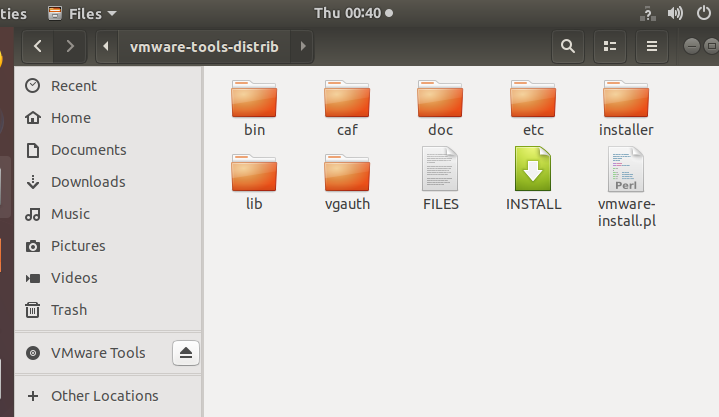 ties Files Thu 00:40
vmware-tools-distrib
Recent
Home
Documents
Downloads
Music
Pictures
Videos
Trash
VMware Tools
Other Locations
bin caf doc etc installer
lib vgauth FILES INSTALL vmware-
install.pl
Perl